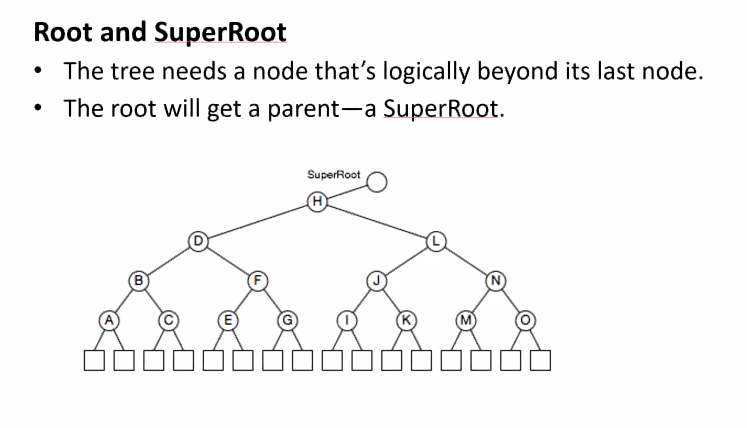 Root and SuperRoot
• The tree needs a node that’s logically beyond its last node.
• The root will get a parent—a SuperRoot.
SuperRoot
H
D L
B F J N
A C E G I K M O